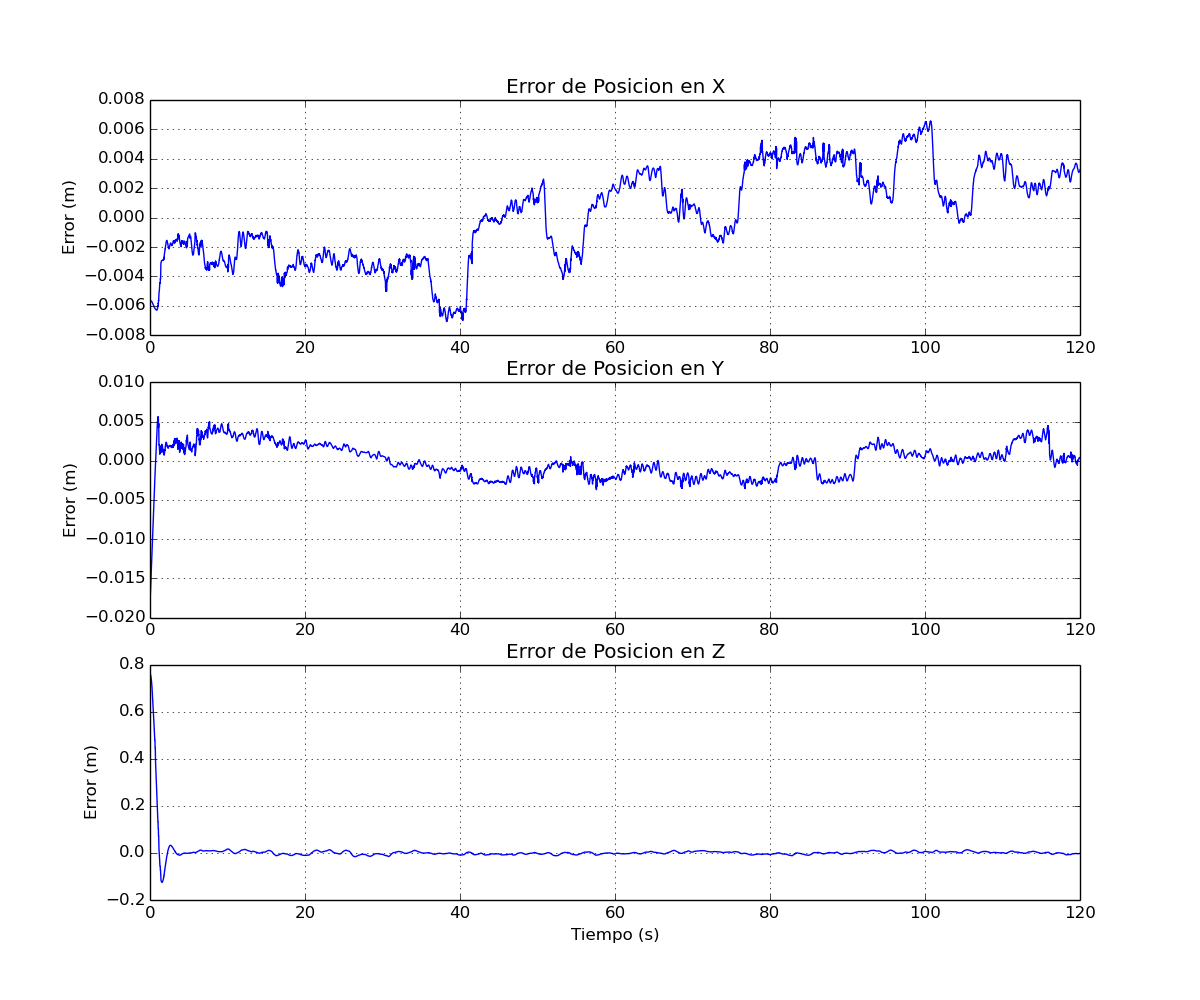 Error de Posicion en X
0.008
0.006
0.004
0.002
0.000
−0.002
−0.004
−0.006
−0.008
Error (m)
0 20 40 60 80 100 120
Error de Posicion en Y
0.010
0.005
0.000
−0.005
−0.010
−0.015
−0.020
Error (m)
0 20 40 60 80 100 120
Error de Posicion en Z
0.8
0.6
0.4
0.2
0.0
−0.2
Error (m)
0 20 40 60 80 100 120
Tiempo (s)